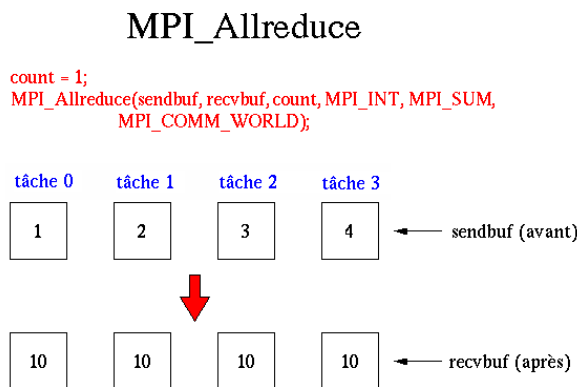 MPI_Allreduce
count = 1;
MPI_Allreduce(sendbuf, recvbuf, count, MPI_INT, MPI_SUM,
MPI_COMM_WORLD);
tâche 0 tâche 1 tâche 2 tâche 3
1 2 3 4 sendbuf (avant)
10 10 10 10 recvbuf (après)